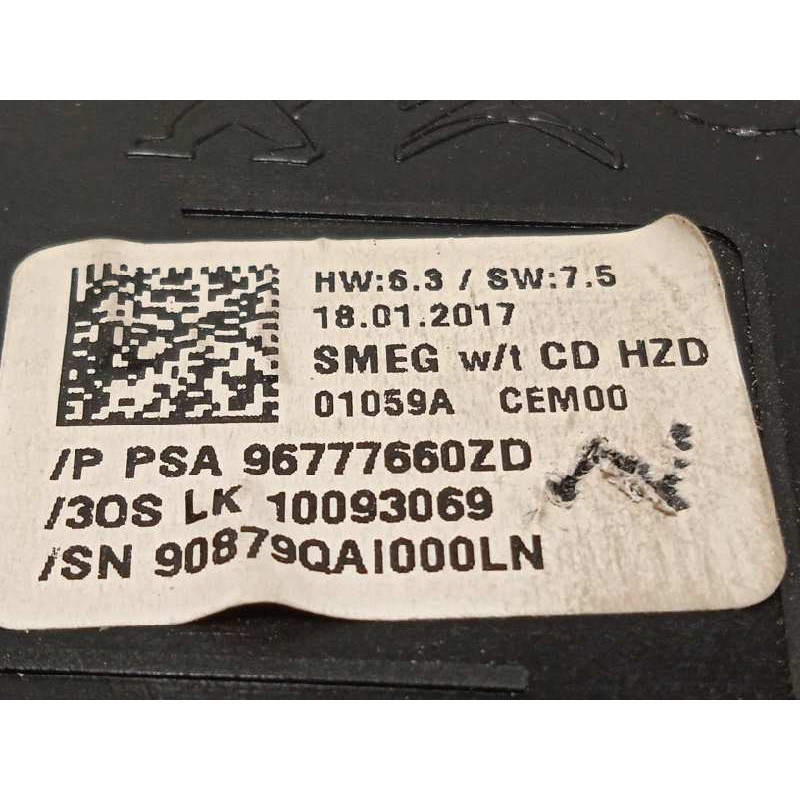 HW:6.3 / SW:7.5
18.01.2017
SMEG w/t CD HZD
01059A CEM00
/P PSA 96777660ZD
/3OS LK 10093069
/SN 90879QAI000LN